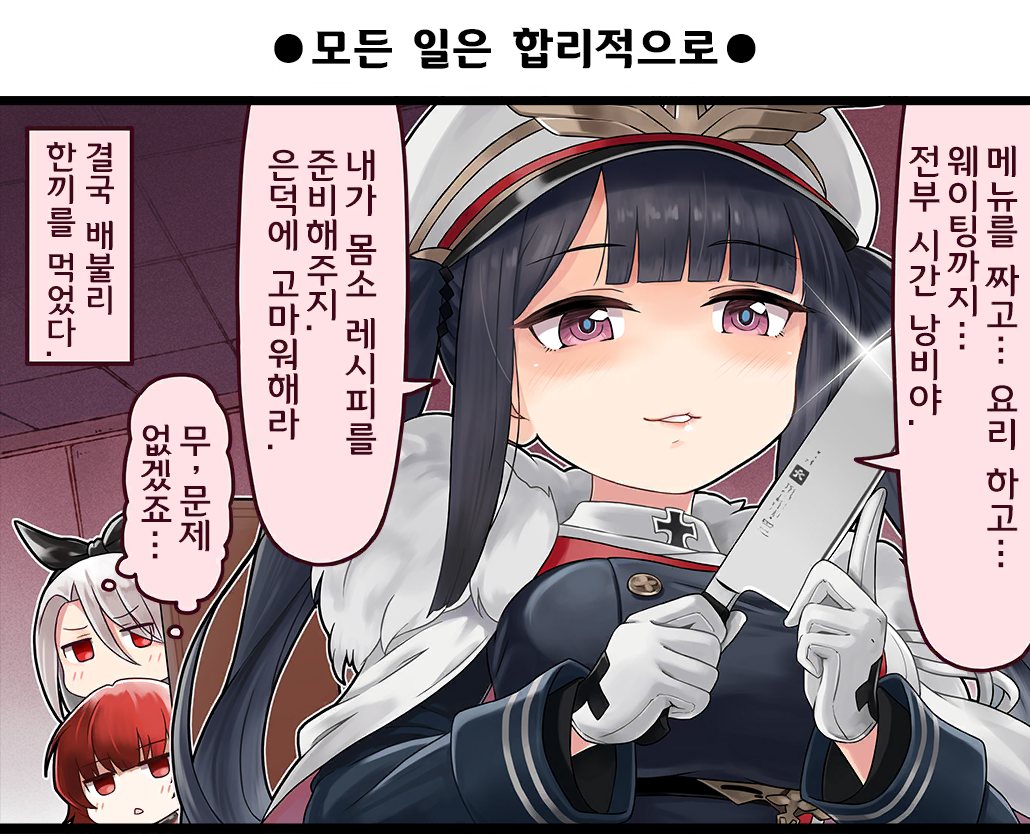 ●모든 일은 합리적으로●
메뉴를 짜고… 요리 하고…
웨이팅까지…
전부 시간 낭비야.
내가 몸소 레시피를
준비해주지.
은덕에 고마워해라.
결국 배불리
한끼를 먹었다.
무,문제
없겠죠…